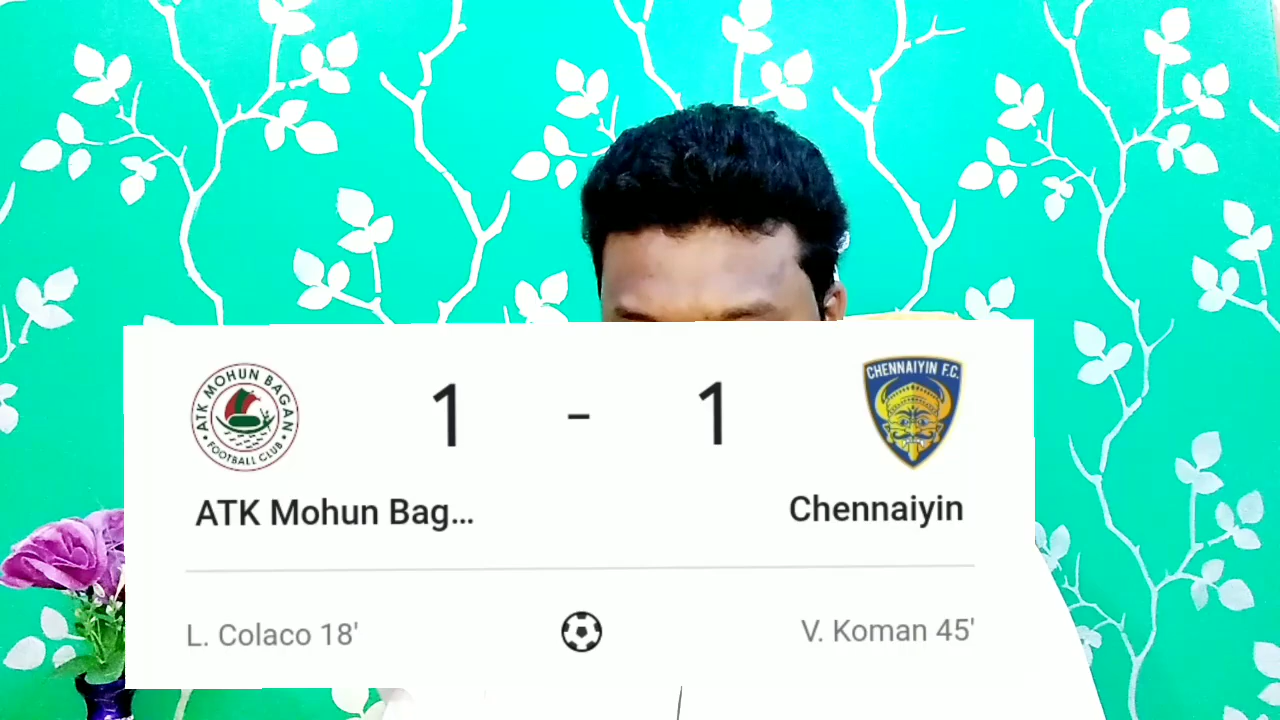 ATK MOHUN BAGAN
FOOTBALL CLUB
1 - 1
CHENNAIYIN F.C.
ATK Mohun Bag...
Chennaiyin
L. Colaco 18'
V. Koman 45'